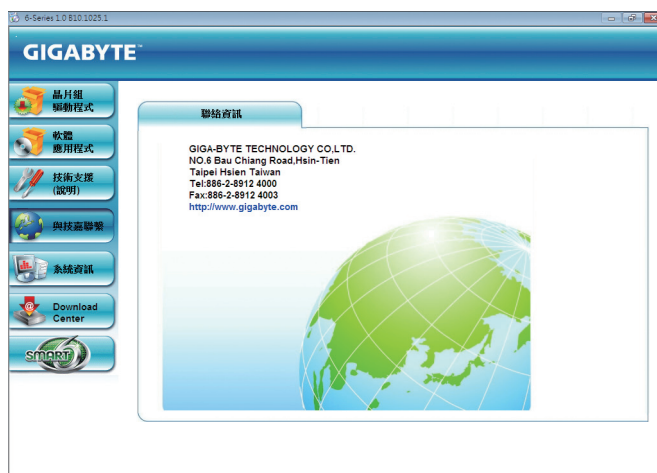 6-Series 1.0 B10.1025.1
GIGABYTE™
晶片組
驅動程式
軟體
應用程式
技術支援
(說明)
與技嘉聯繫
系統資訊
Download
Center
SMART 6
聯絡資訊
GIGA-BYTE TECHNOLOGY CO,LTD.
NO.6 Bau Chiang Road,Hsin-Tien
Taipei Hsien Taiwan
Tel:886-2-8912 4000
Fax:886-2-8912 4003
http://www.gigabyte.com